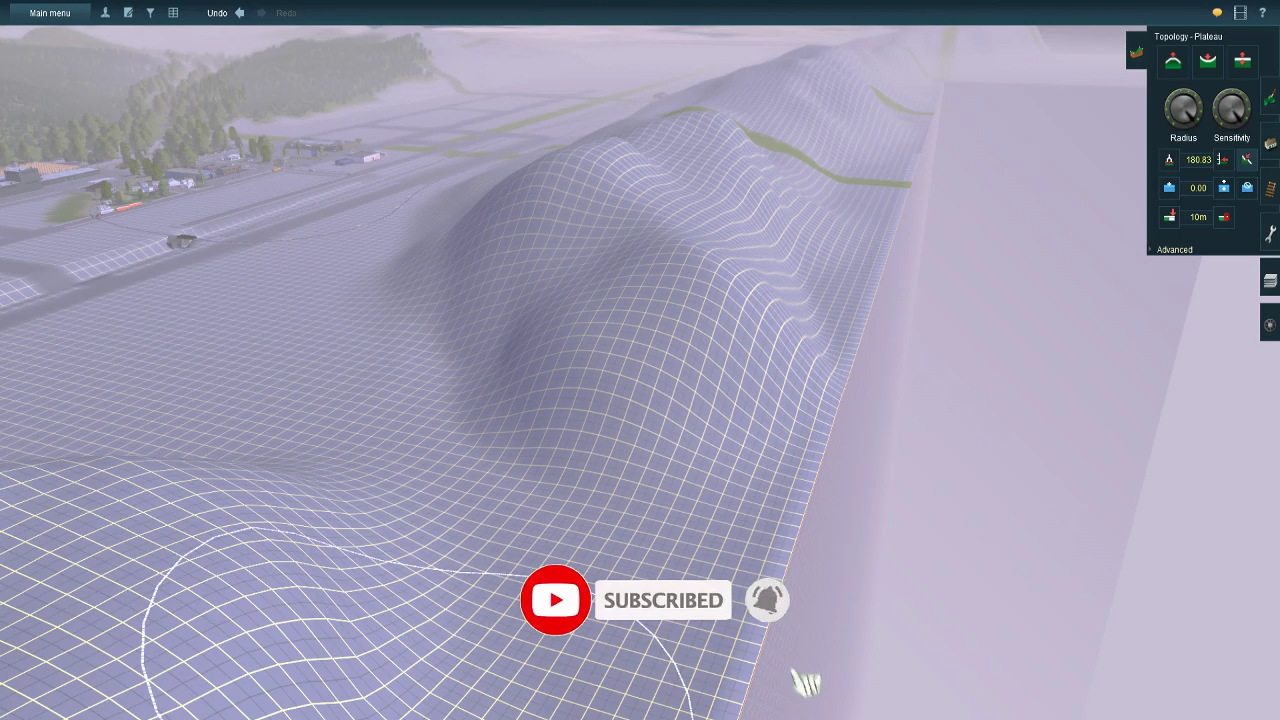 Main menu
Undo
Redo
?
Topology - Plateau
Radius
Sensitivity
180.83
0.00
10m
Advanced
SUBSCRIBED